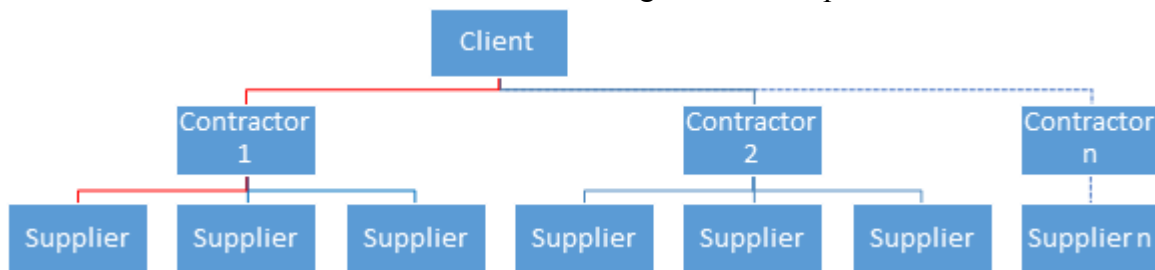 Client
Contractor
1
Contractor
2
Contractor
n
Supplier
Supplier
Supplier
Supplier
Supplier
Supplier
Supplier n